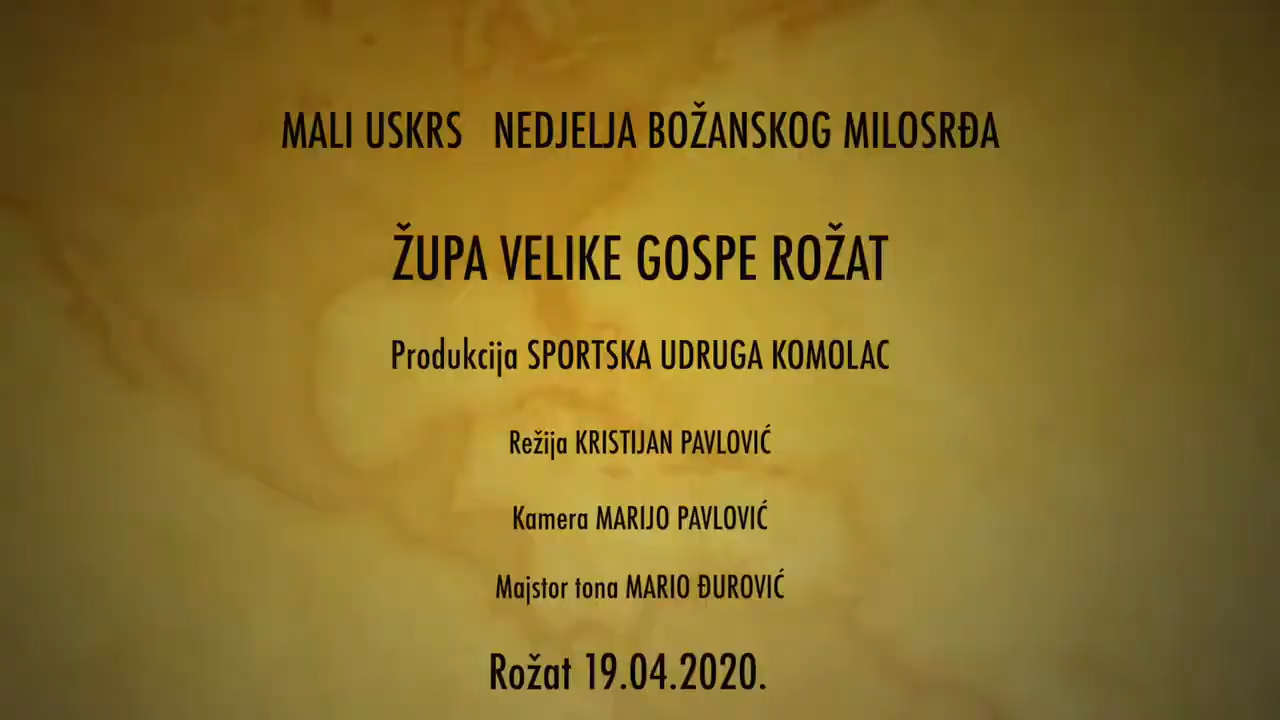 MALI USKRS NEDJELJA BOŽANSKOG MILOSRĐA
ŽUPA VELIKE GOSPE ROŽAT
Produkcija SPORTSKA UDRUGA KOMOLAC
Režija KRISTIJAN PAVLOVIĆ
Kamera MARIJO PAVLOVIĆ
Majstor tona MARIO ĐUROVIĆ
Rožat 19.04.2020.